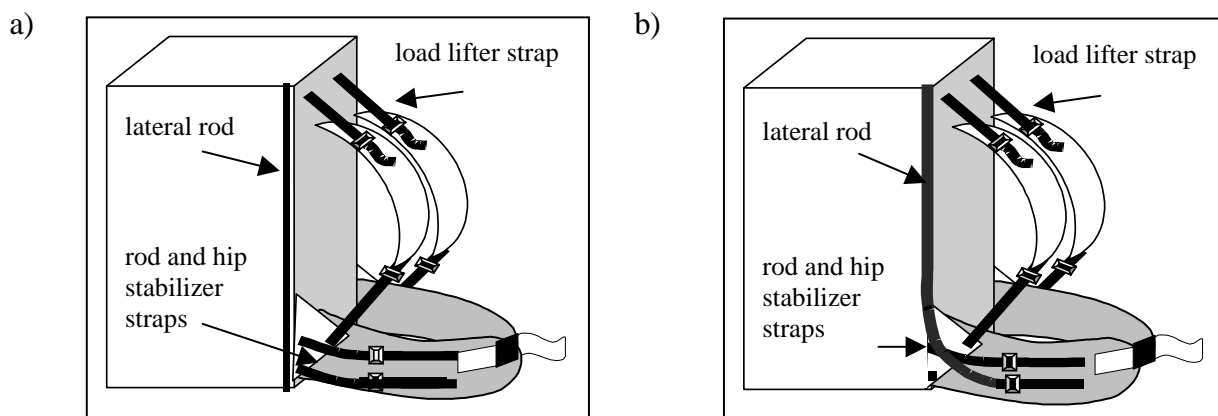 a)
load lifter strap
lateral rod
rod and hip
stabilizer
straps
b)
load lifter strap
lateral rod
rod and hip
stabilizer
straps